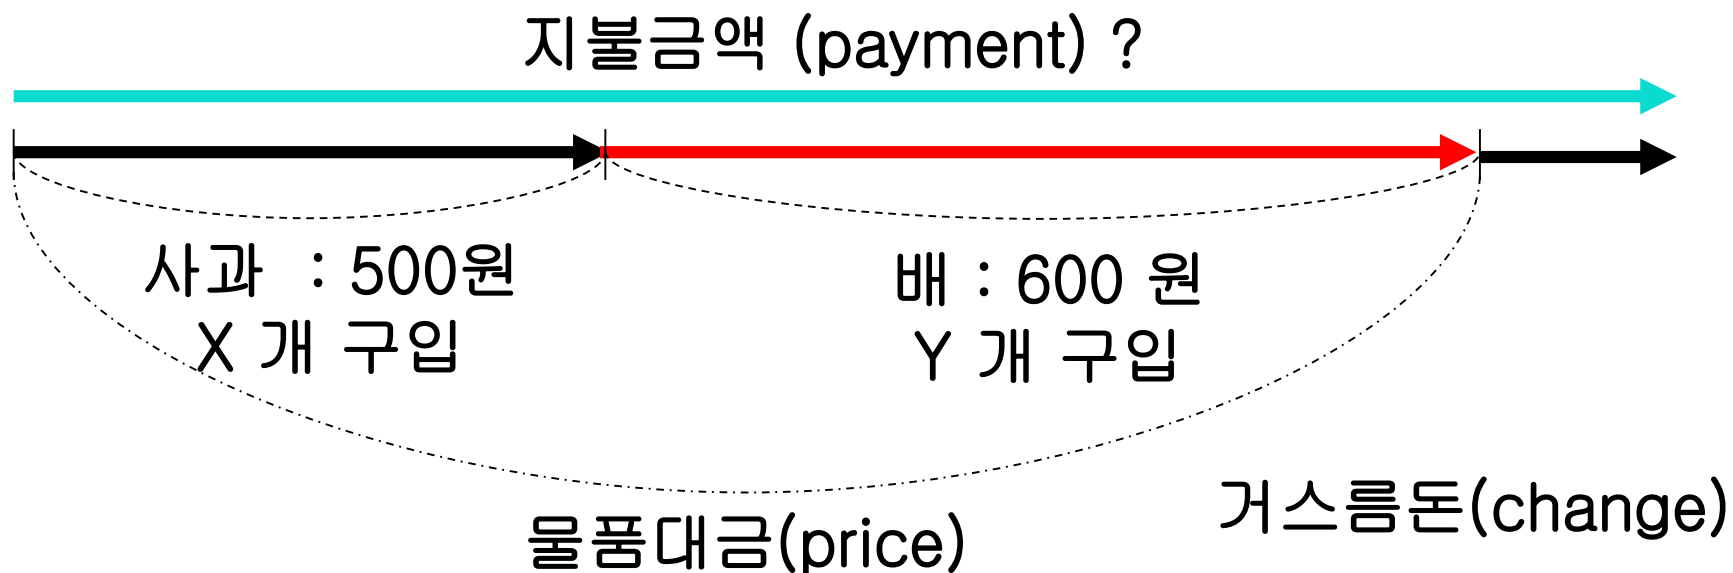 지불금액 (payment) ?
사과 : 500원
X 개 구입
배 : 600 원
Y 개 구입
물품대금(price)
거스름돈(change)